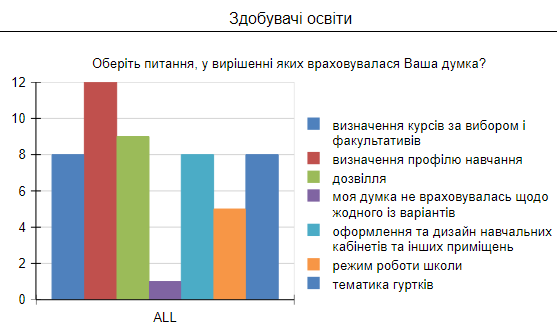 Здобувачі освіти
Оберіть питання, у вирішенні яких враховувалася Ваша думка?
12
10
8
6
4
2
0
ALL
визначення курсів за вибором і
факультативів
визначення профілю навчання
дозвілля
моя думка не враховувалась щодо
жодного із варіантів
оформлення та дизайн навчальних
кабінетів та інших приміщень
режим роботи школи
тематика гуртків